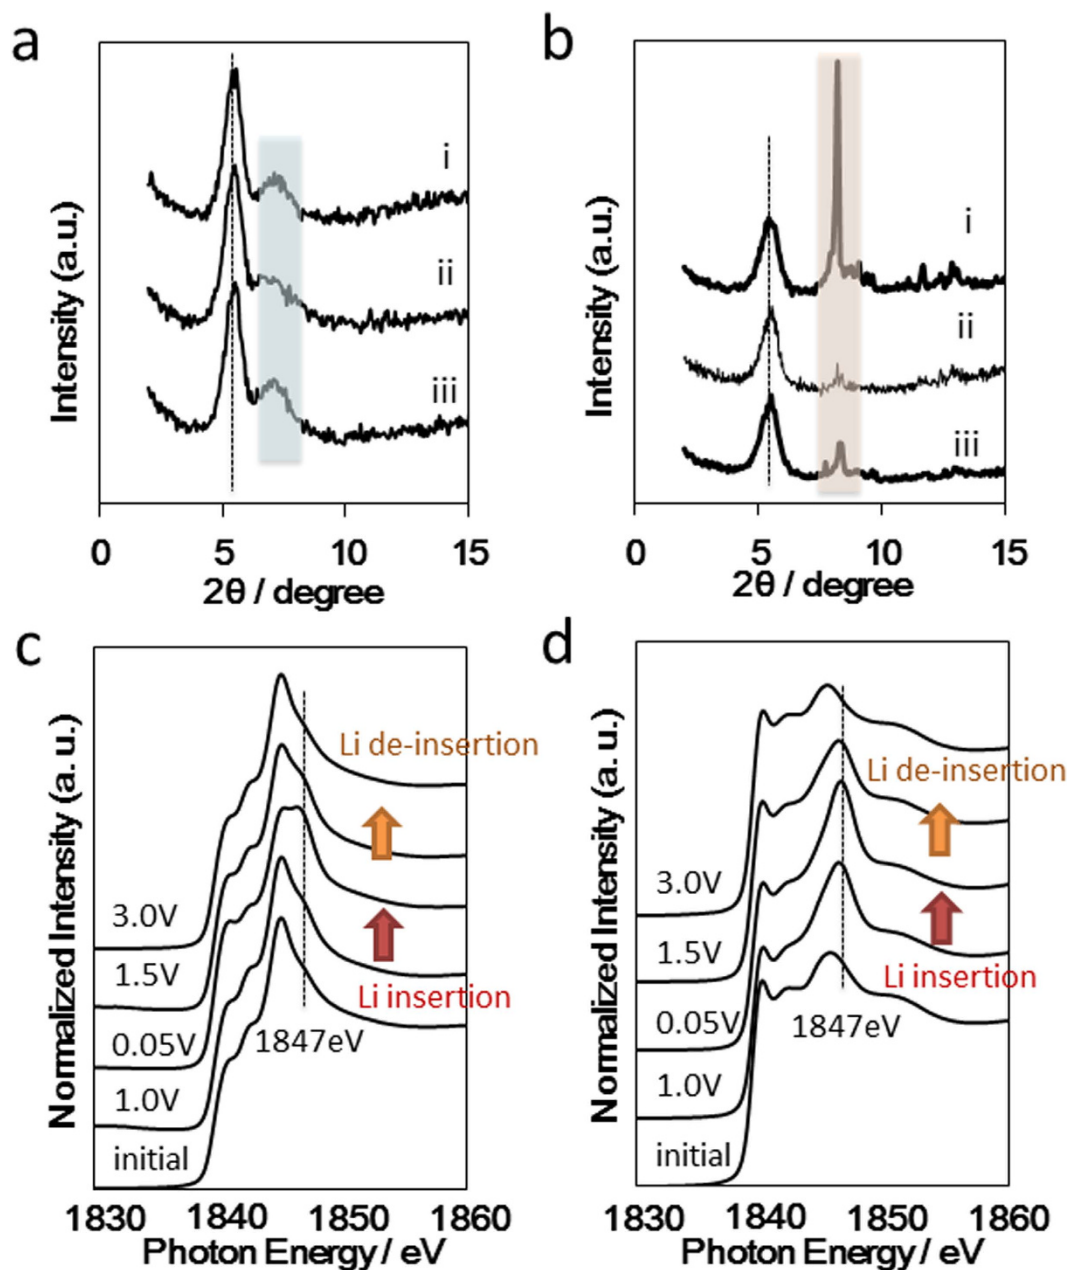 a
Intensity (a.u.)
i
ii
iii
0 5 10 15
2θ / degree
b
Intensity (a.u.)
i
ii
iii
0 5 10 15
2θ / degree
c
Normalized Intensity (a. u.)
Li de-insertion
3.0V
1.5V
Li insertion
0.05V
1847eV
1.0V
initial
1830 1840 1850 1860
Photon Energy / eV
d
Normalized Intensity (a. u.)
Li de-insertion
3.0V
1.5V
Li insertion
0.05V
1847eV
1.0V
initial
1830 1840 1850 1860
Photon Energy / eV